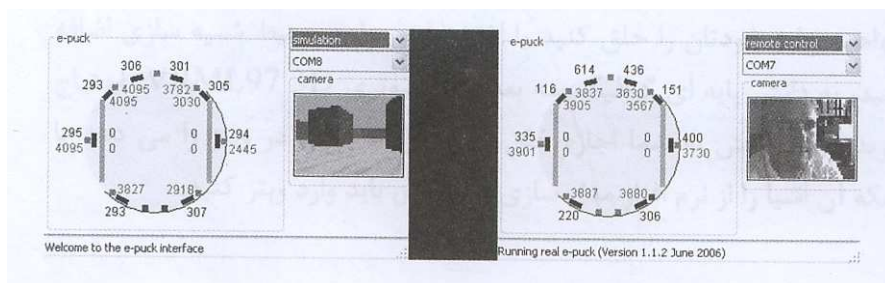 e-puck
simulation
COM8
camera
306 301
293 4095 3782 305
4095 3030
295 0 0 294
4095 0 0 2445
3827 2918
293 307
Welcome to the e-puck interface
e-puck
remote control
COM7
camera
614 436
116 3837 3630 151
3905 3567
335 0 0 400
3901 0 0 3730
3887 3880
220 306
Running real e-puck (Version 1.1.2 June 2006)